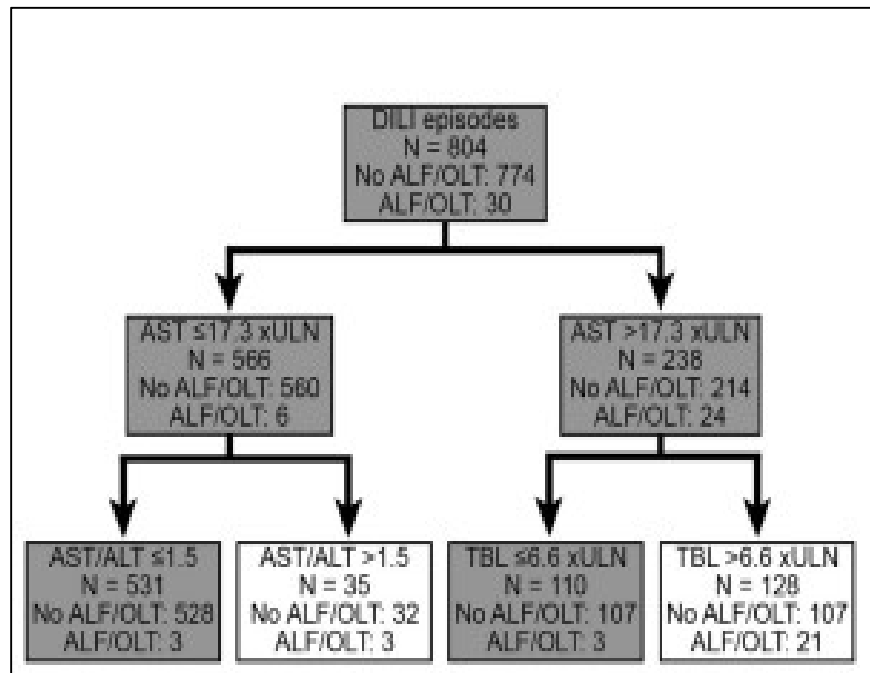 DILI episodes
N = 804
No ALF/OLT: 774
ALF/OLT: 30
AST ≤17.3 xULN
N = 566
No ALF/OLT: 560
ALF/OLT: 6
AST >17.3 xULN
N = 238
No ALF/OLT: 214
ALF/OLT: 24
AST/ALT ≤1.5
N = 531
No ALF/OLT: 528
ALF/OLT: 3
AST/ALT >1.5
N = 35
No ALF/OLT: 32
ALF/OLT: 3
TBL ≤6.6 xULN
N = 110
No ALF/OLT: 107
ALF/OLT: 3
TBL >6.6 xULN
N = 128
No ALF/OLT: 107
ALF/OLT: 21